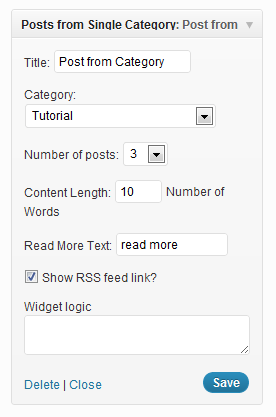 Posts from Single Category: Post from
Title: Post from Category
Category:
Tutorial
Number of posts: 3
Content Length: 10 Number of
Words
Read More Text: read more
Show RSS feed link?
Widget logic
Delete | Close Save